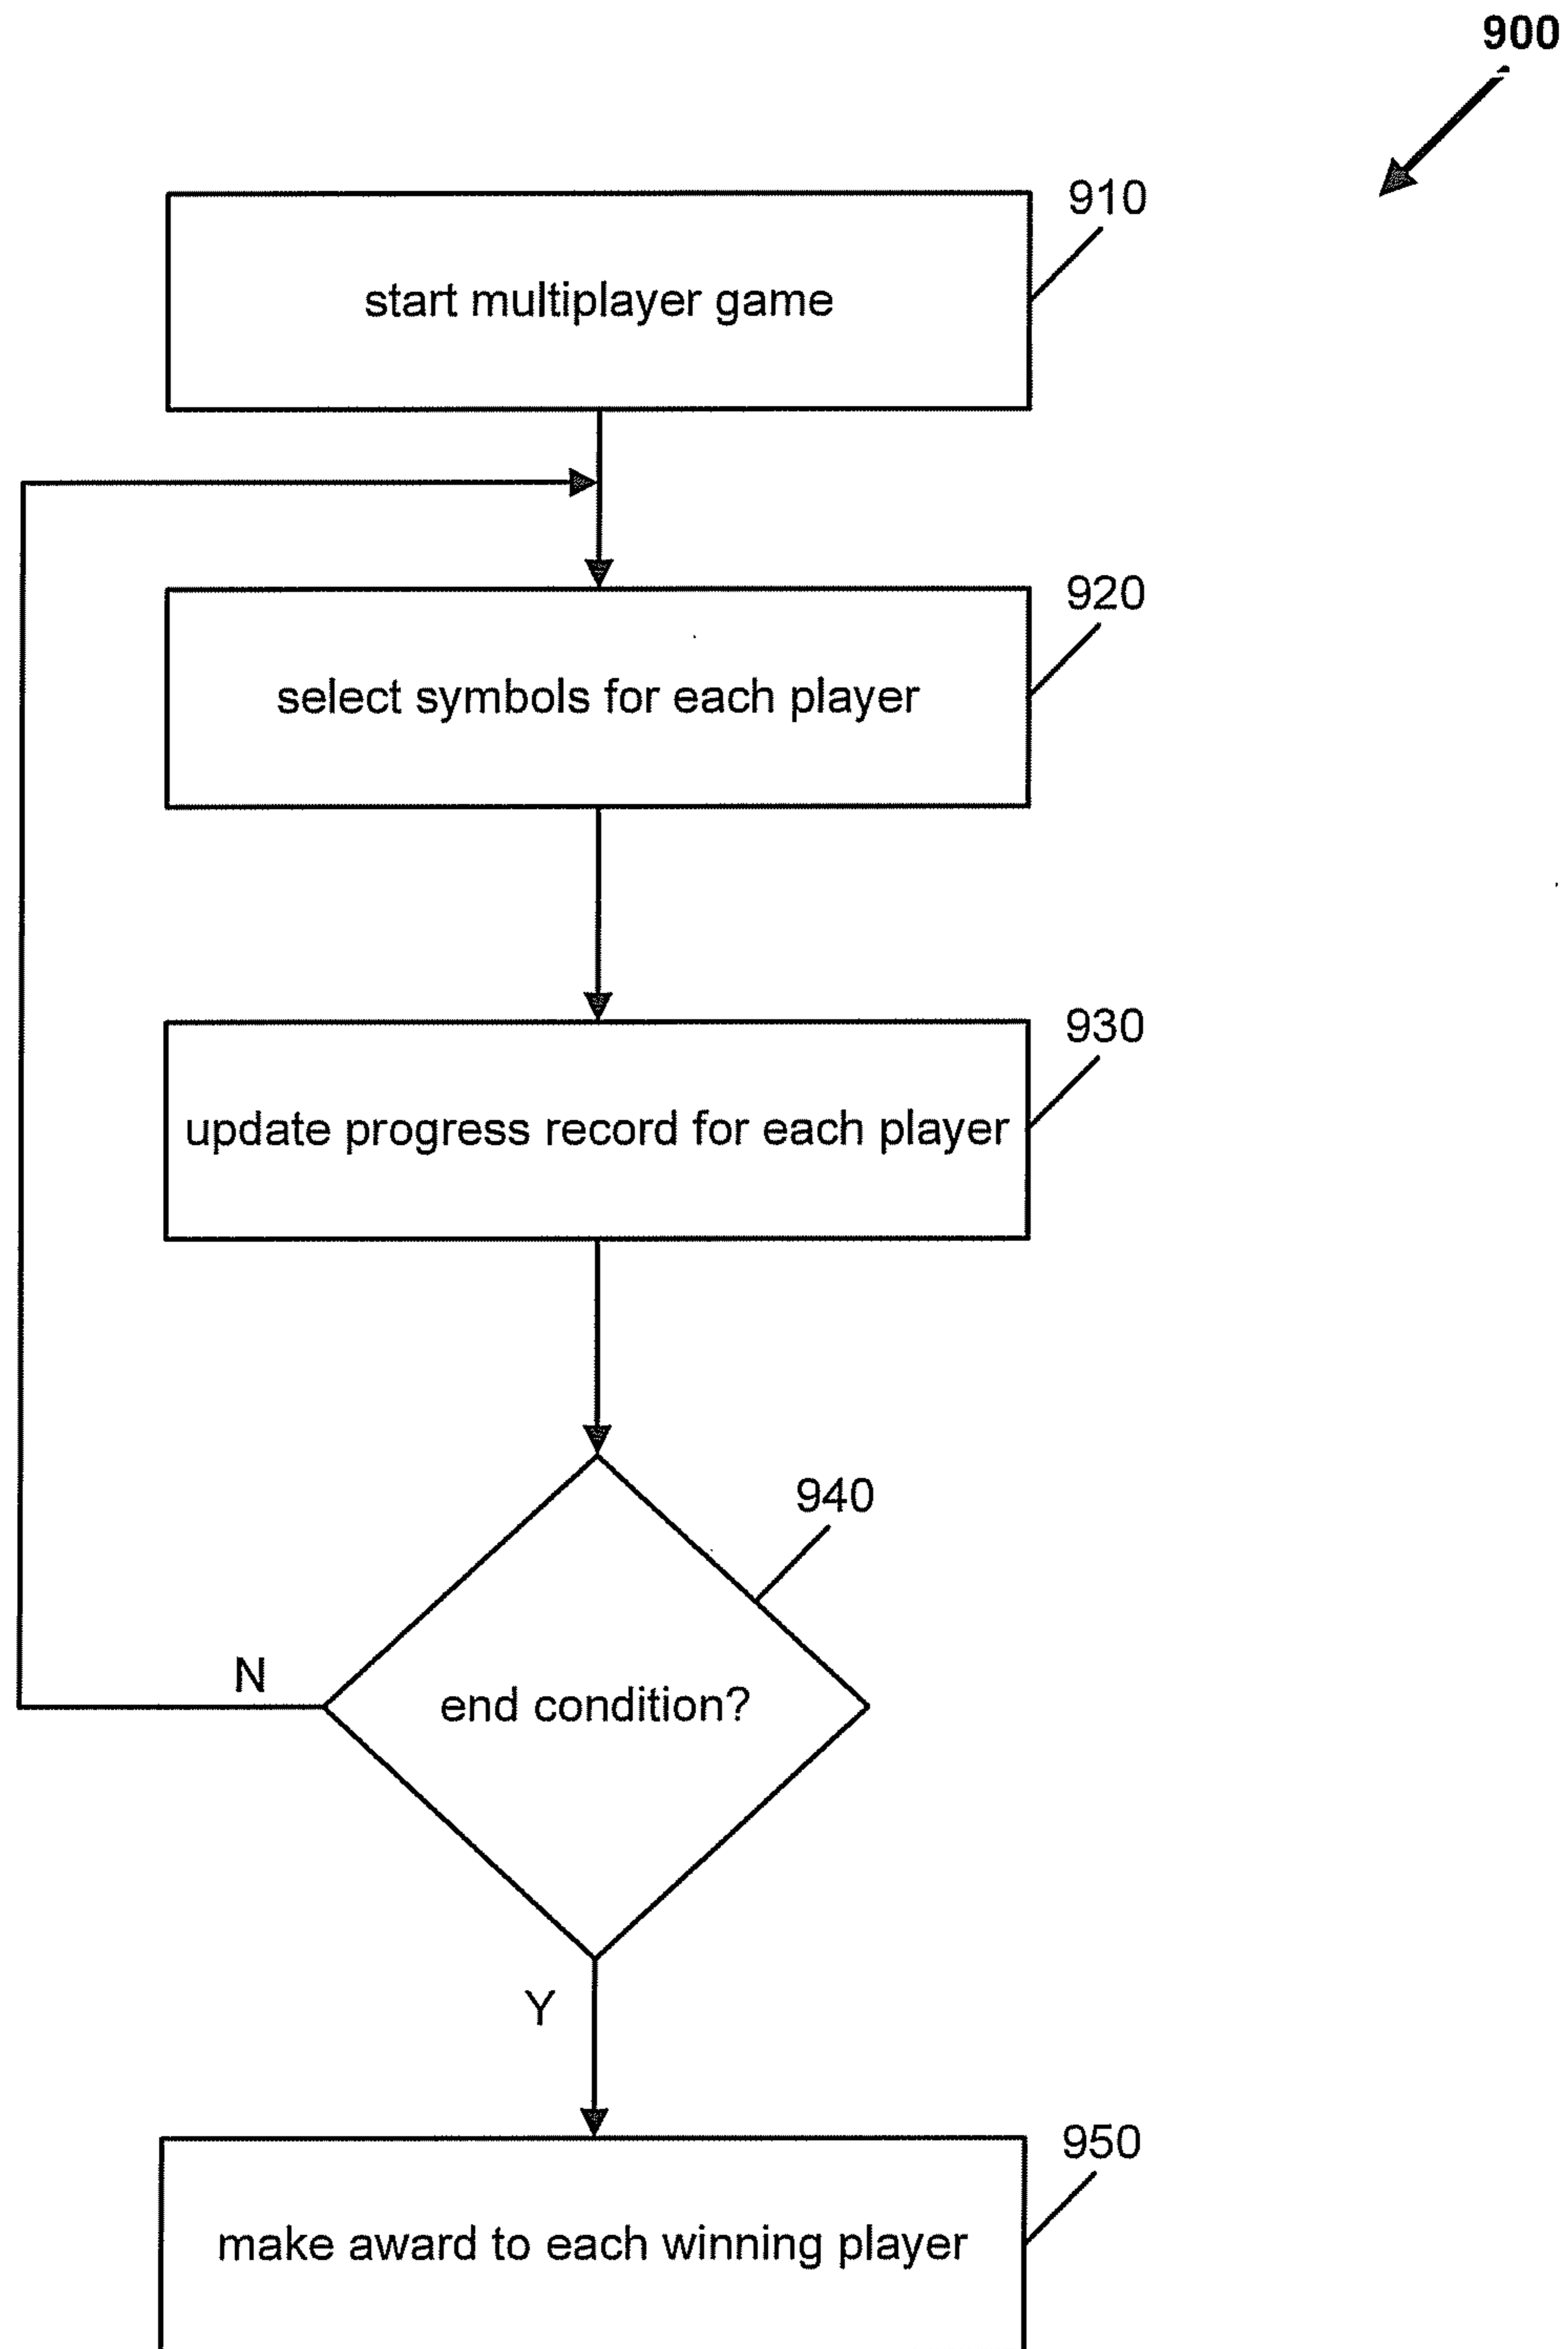 900
910
start multiplayer game
920
select symbols for each player
930
update progress record for each player
940
N
end condition?
Y
950
make award to each winning player